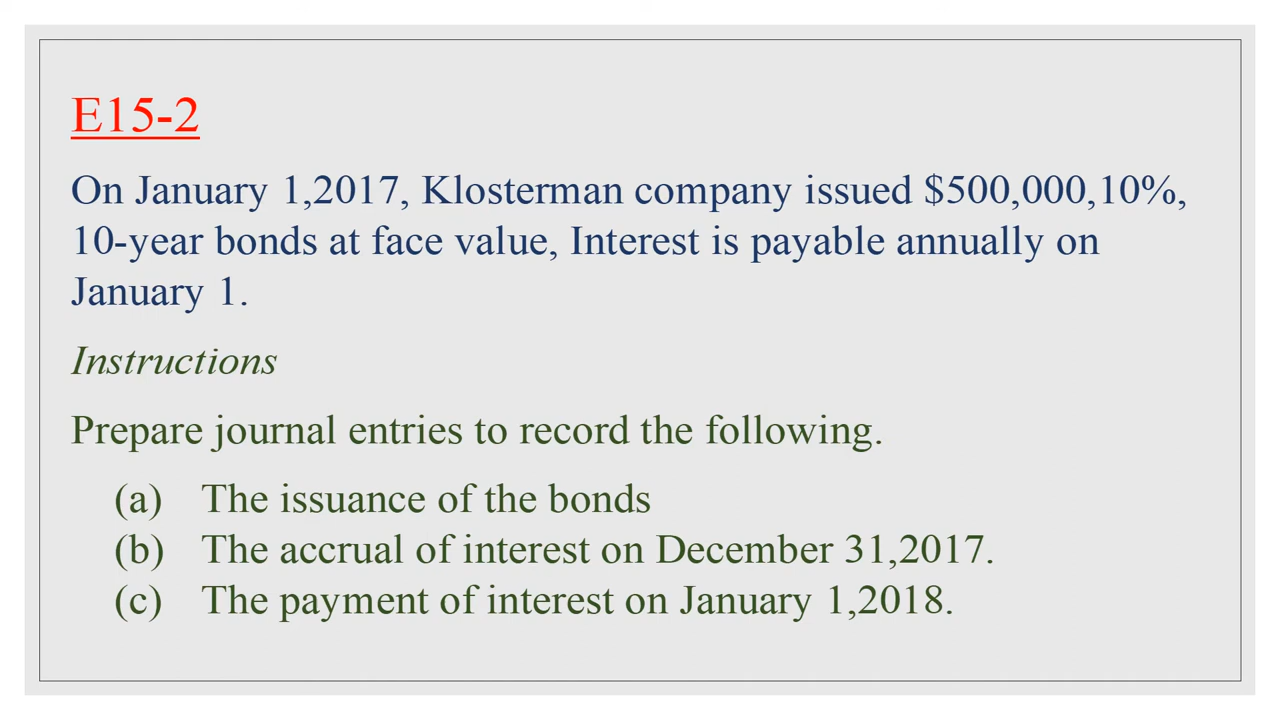 E15-2
On January 1,2017, Klosterman company issued $500,000,10%,
10-year bonds at face value, Interest is payable annually on
January 1.
Instructions
Prepare journal entries to record the following.
(a) The issuance of the bonds
(b) The accrual of interest on December 31,2017.
(c) The payment of interest on January 1,2018.